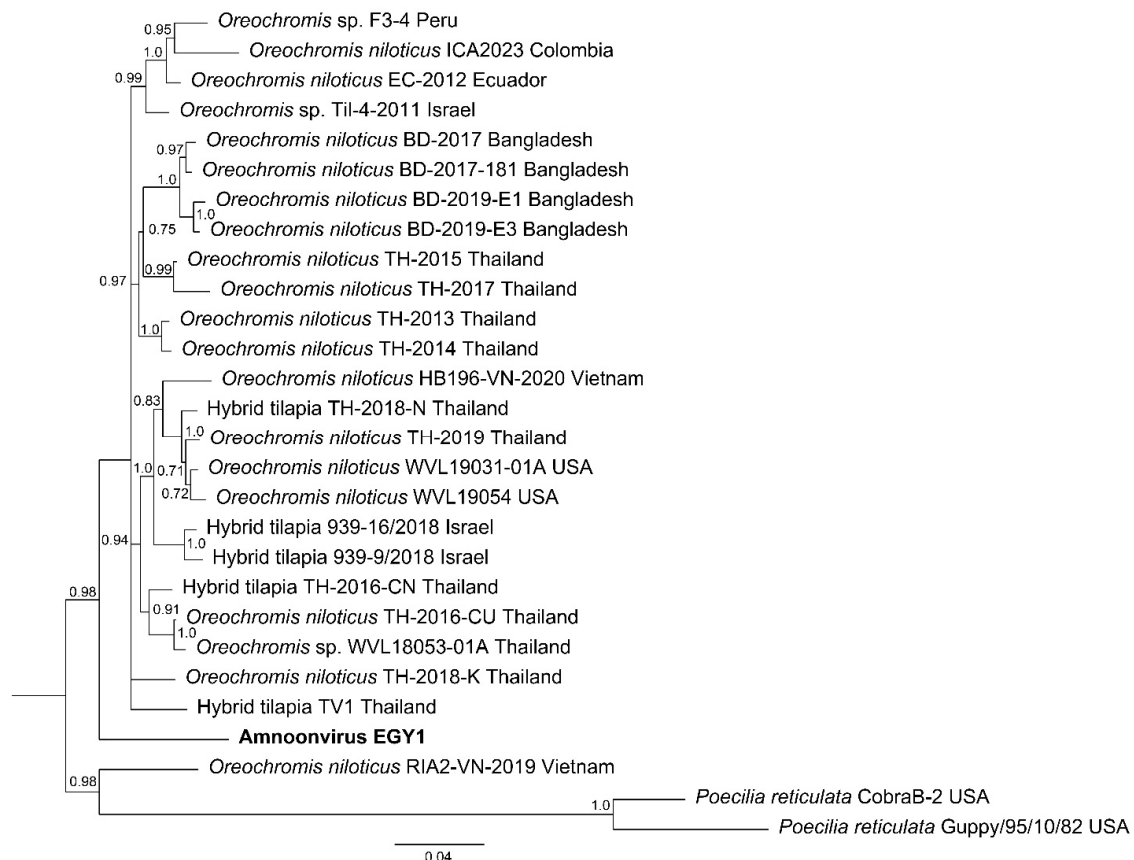 0.95
Oreochromis sp. F3-4 Peru
1.0
Oreochromis niloticus ICA2023 Colombia
0.99
Oreochromis niloticus EC-2012 Ecuador
Oreochromis sp. Til-4-2011 Israel
0.97
Oreochromis niloticus BD-2017 Bangladesh
Oreochromis niloticus BD-2017-181 Bangladesh
1.0
Oreochromis niloticus BD-2019-E1 Bangladesh
1.0
Oreochromis niloticus BD-2019-E3 Bangladesh
0.75
Oreochromis niloticus TH-2015 Thailand
0.99
0.97
Oreochromis niloticus TH-2017 Thailand
Oreochromis niloticus TH-2013 Thailand
1.0
Oreochromis niloticus TH-2014 Thailand
Oreochromis niloticus HB196-VN-2020 Vietnam
0.83
Hybrid tilapia TH-2018-N Thailand
1.0
Oreochromis niloticus TH-2019 Thailand
1.0
0.71
Oreochromis niloticus WVL19031-01A USA
0.72
Oreochromis niloticus WVL19054 USA
Hybrid tilapia 939-16/2018 Israel
0.94
1.0
Hybrid tilapia 939-9/2018 Israel
0.98
Hybrid tilapia TH-2016-CN Thailand
0.91
Oreochromis niloticus TH-2016-CU Thailand
1.0
Oreochromis sp. WVL18053-01A Thailand
Oreochromis niloticus TH-2018-K Thailand
Hybrid tilapia TV1 Thailand
Amnoonvirus EGY1
Oreochromis niloticus RIA2-VN-2019 Vietnam
0.98
Poecilia reticulata CobraB-2 USA
1.0
Poecilia reticulata Guppy/95/10/82 USA
0.04